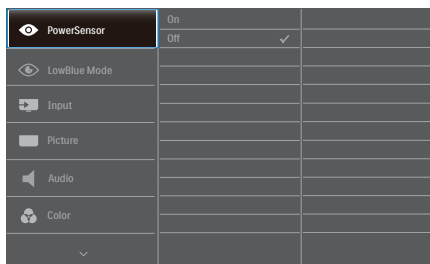 PowerSensor
On
Off
LowBlue Mode
Input
Picture
Audio
Color